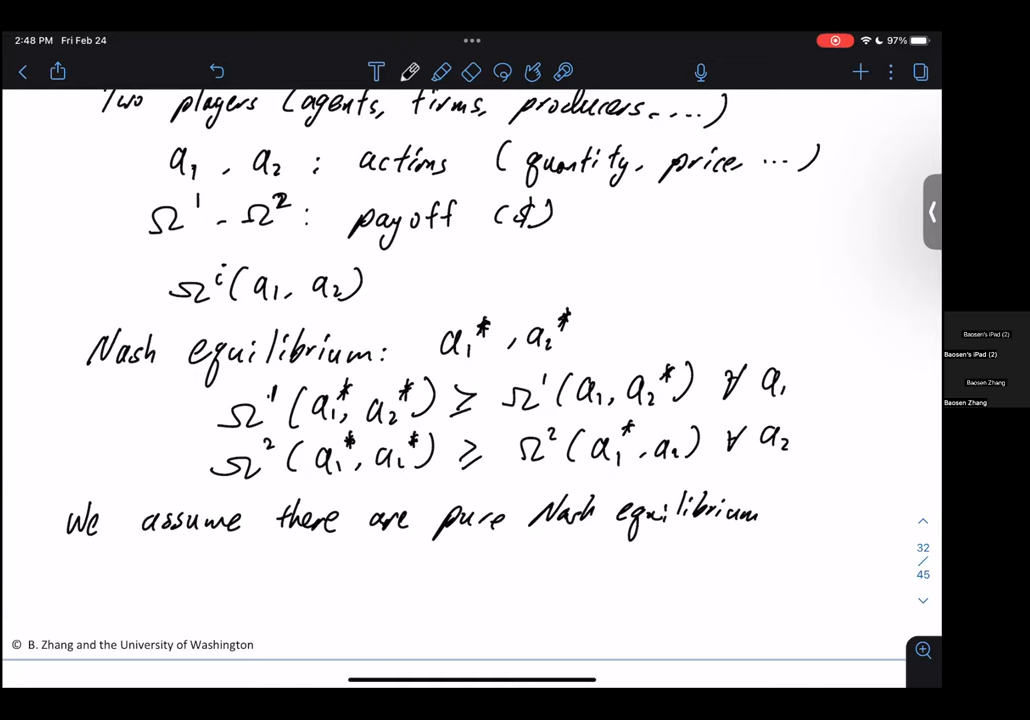 2:48 PM Fri Feb 24
97%
Two players (agents, firms, producers. ....)
a₁, a₂ : actions (quantity, price, ...)
Ω¹, Ω² : payoff ($)
Ωⁱ(a₁, a₂)
Nash equilibrium: a₁*, a₂*
Ω¹(a₁*, a₂*) ≥ Ω¹(a₁, a₂*) ∀ a₁
Ω²(a₁*, a₂*) ≥ Ω²(a₁*, a₂) ∀ a₂
We assume there are pure Nash equilibrium
Baosen's iPad (2)
Baosen's iPad (2)
Baosen Zhang
Baosen Zhang
32
/
45
© B. Zhang and the University of Washington